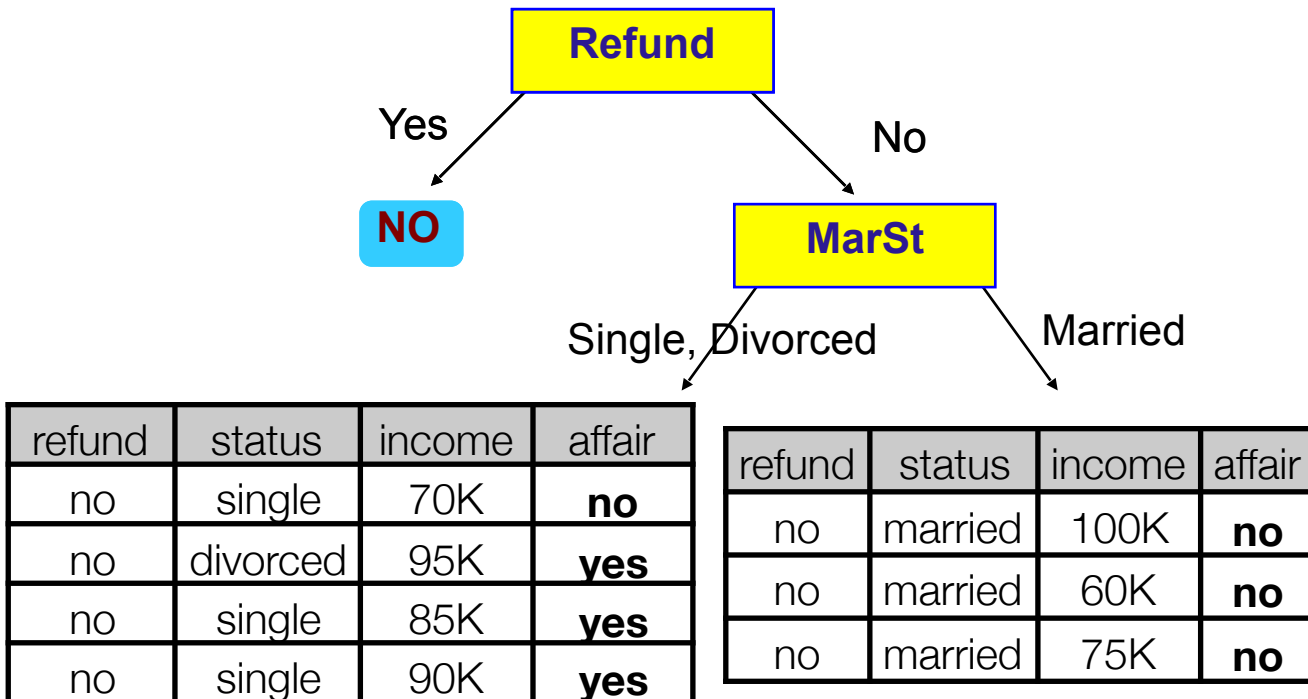 Refund
Yes
No
NO
MarSt
Single, Divorced
Married
refund status income affair
no single 70K no
no divorced 95K yes
no single 85K yes
no single 90K yes
refund status income affair
no married 100K no
no married 60K no
no married 75K no